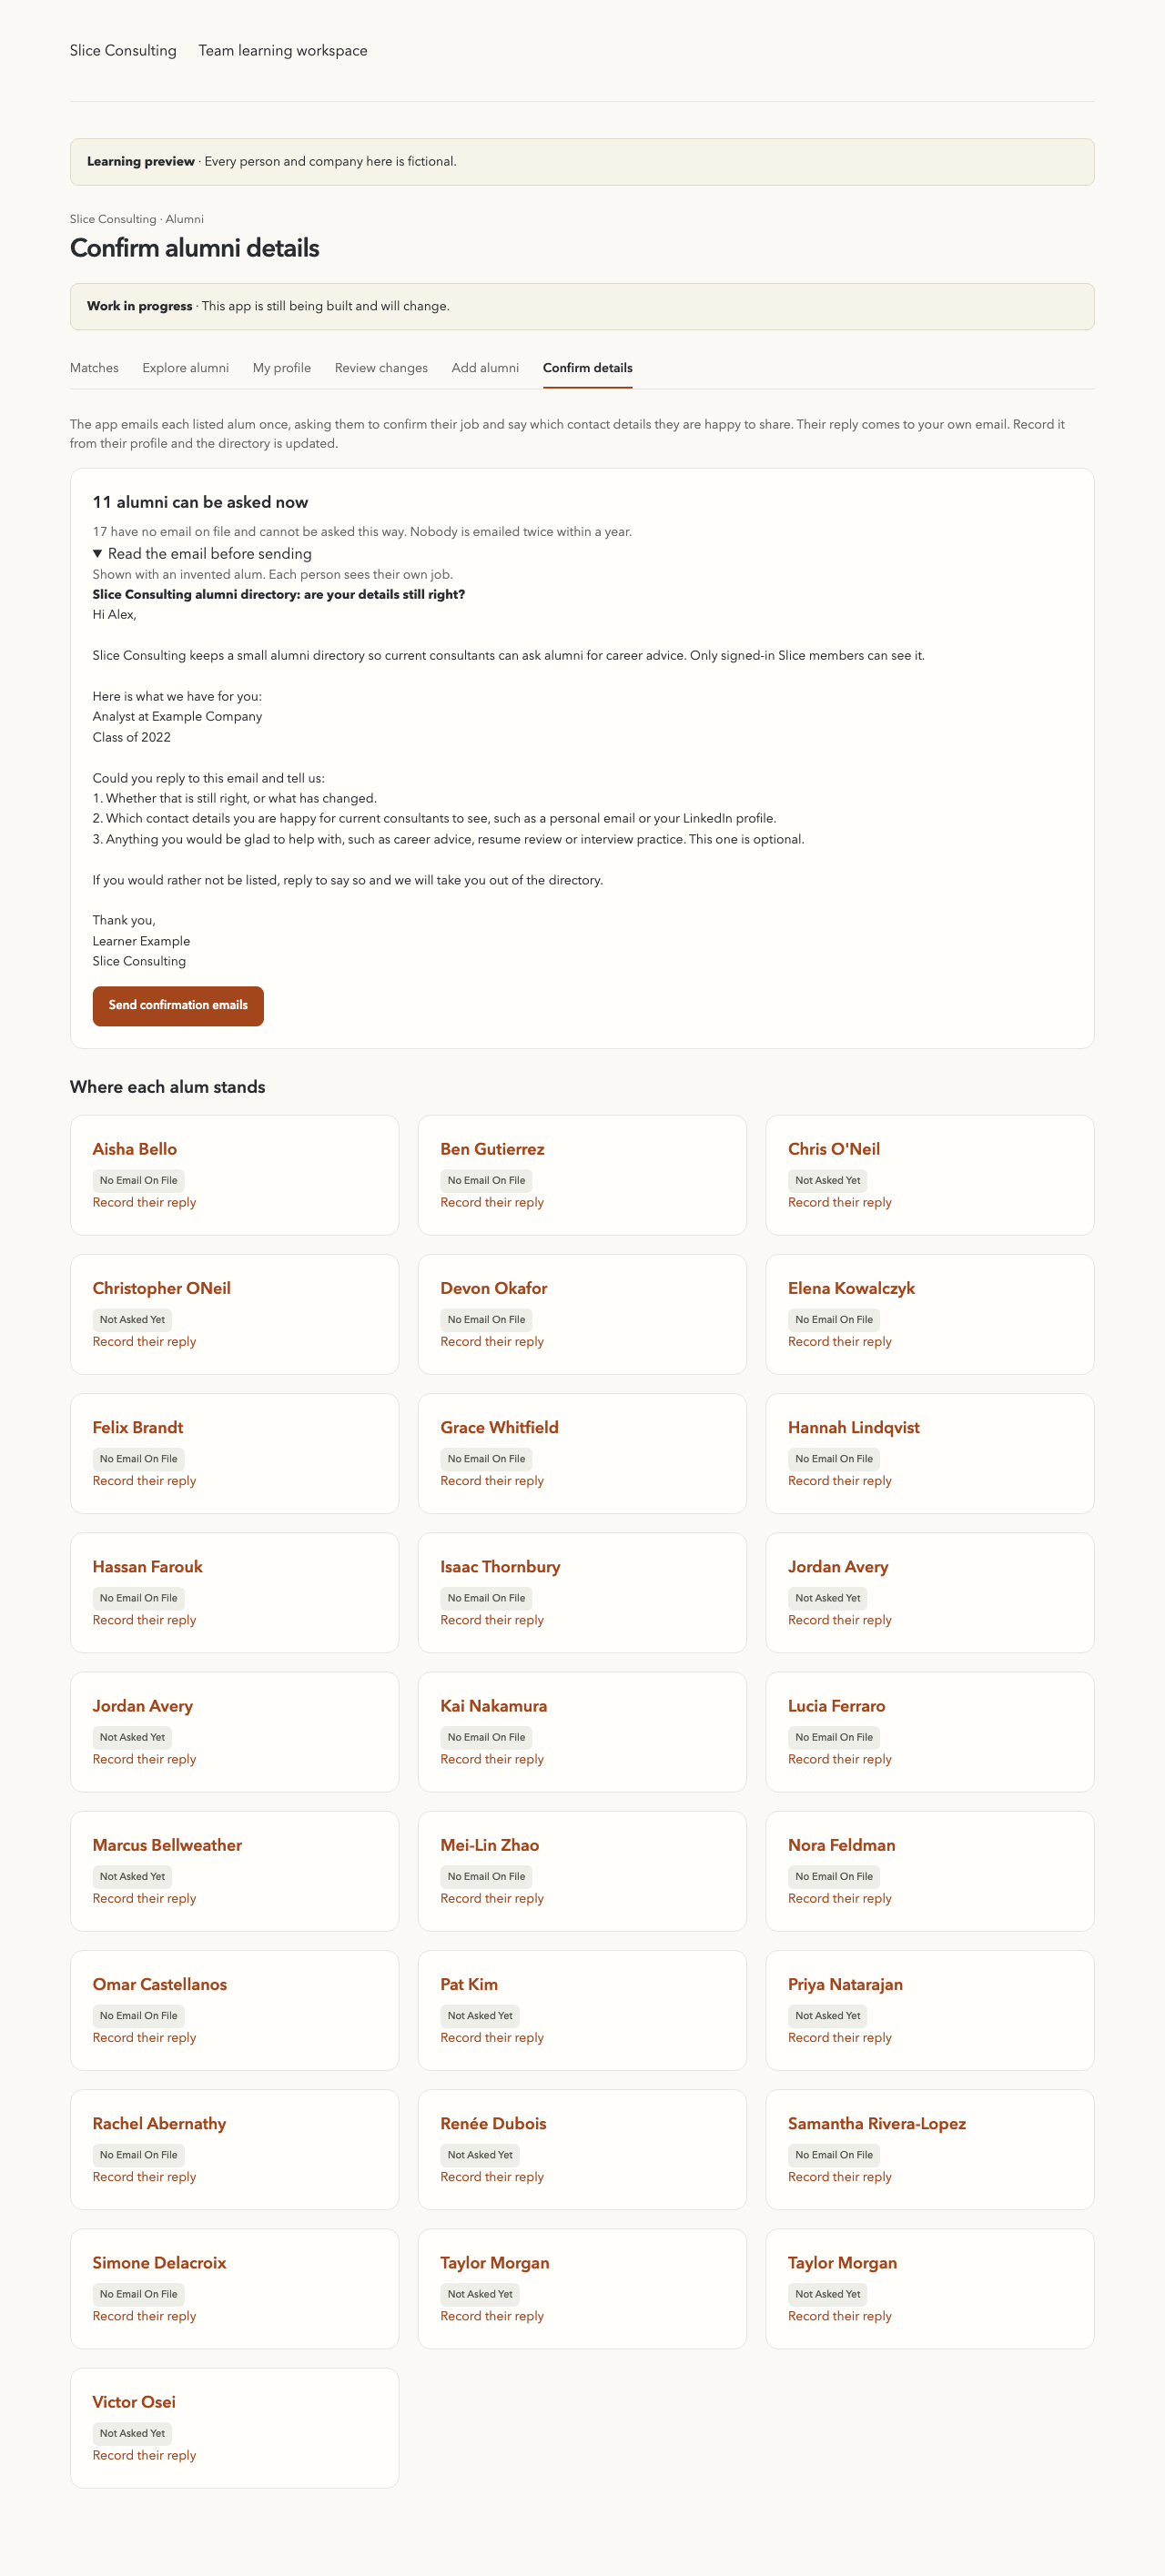 Slice Consulting Team learning workspace
Learning preview · Every person and company here is fictional.
Slice Consulting · Alumni
Confirm alumni details
Work in progress · This app is still being built and will change.
Matches Explore alumni My profile Review changes Add alumni Confirm details
The app emails each listed alum once, asking them to confirm their job and say which contact details they are happy to share. Their reply comes to your own email. Record it
from their profile and the directory is updated.
11 alumni can be asked now
17 have no email on file and cannot be asked this way. Nobody is emailed twice within a year.
▼ Read the email before sending
Shown with an invented alum. Each person sees their own job.
Slice Consulting alumni directory: are your details still right?
Hi Alex,
Slice Consulting keeps a small alumni directory so current consultants can ask alumni for career advice. Only signed-in Slice members can see it.
Here is what we have for you:
Analyst at Example Company
Class of 2022
Could you reply to this email and tell us:
1. Whether that is still right, or what has changed.
2. Which contact details you are happy for current consultants to see, such as a personal email or your LinkedIn profile.
3. Anything you would be glad to help with, such as career advice, resume review or interview practice. This one is optional.
If you would rather not be listed, reply to say so and we will take you out of the directory.
Thank you,
Learner Example
Slice Consulting
Send confirmation emails
Where each alum stands
Aisha Bello
No Email On File
Record their reply
Ben Gutierrez
No Email On File
Record their reply
Chris O'Neil
Not Asked Yet
Record their reply
Christopher ONeil
Not Asked Yet
Record their reply
Devon Okafor
No Email On File
Record their reply
Elena Kowalczyk
No Email On File
Record their reply
Felix Brandt
No Email On File
Record their reply
Grace Whitfield
No Email On File
Record their reply
Hannah Lindqvist
No Email On File
Record their reply
Hassan Farouk
No Email On File
Record their reply
Isaac Thornbury
No Email On File
Record their reply
Jordan Avery
Not Asked Yet
Record their reply
Jordan Avery
Not Asked Yet
Record their reply
Kai Nakamura
No Email On File
Record their reply
Lucia Ferraro
No Email On File
Record their reply
Marcus Bellweather
Not Asked Yet
Record their reply
Mei-Lin Zhao
No Email On File
Record their reply
Nora Feldman
No Email On File
Record their reply
Omar Castellanos
No Email On File
Record their reply
Pat Kim
Not Asked Yet
Record their reply
Priya Natarajan
Not Asked Yet
Record their reply
Rachel Abernathy
No Email On File
Record their reply
Renée Dubois
Not Asked Yet
Record their reply
Samantha Rivera-Lopez
No Email On File
Record their reply
Simone Delacroix
No Email On File
Record their reply
Taylor Morgan
Not Asked Yet
Record their reply
Taylor Morgan
Not Asked Yet
Record their reply
Victor Osei
Not Asked Yet
Record their reply